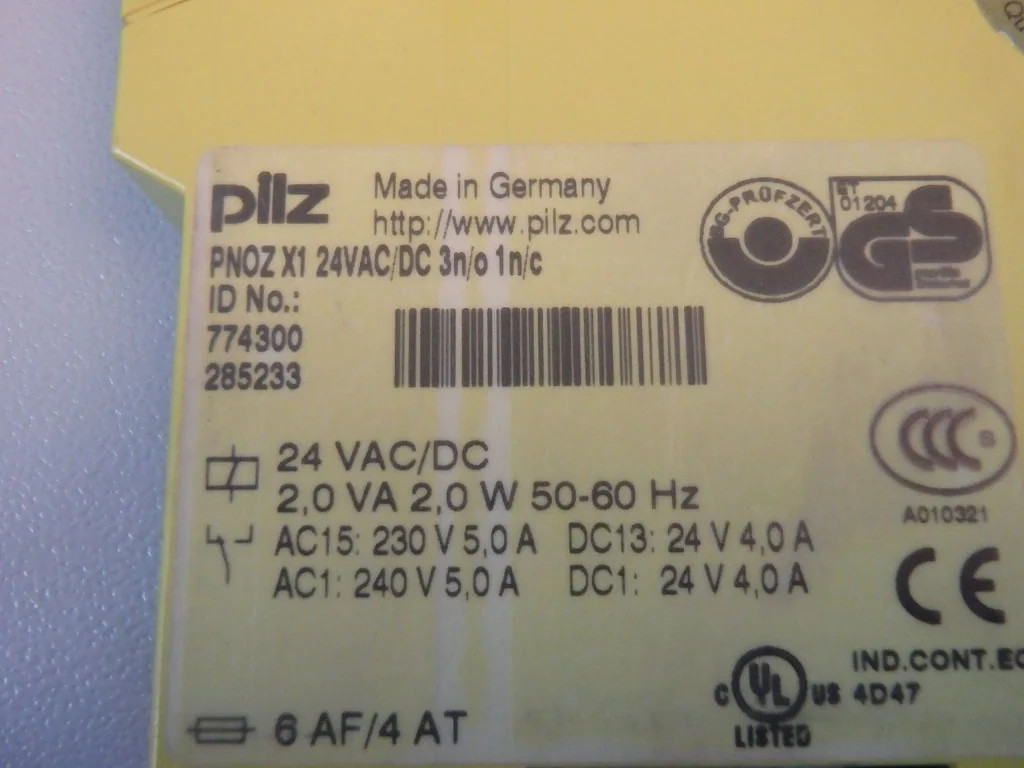 pilz
Made in Germany
http://www.pilz.com
PNOZ X1 24VAC/DC 3n/o 1n/c
ID No.:
774300
285233
BG-PRÜFZERT
ET
01204
GS
24 VAC/DC
2,0 VA 2,0 W 50-60 Hz
AC15: 230 V 5,0 A DC13: 24 V 4,0 A
AC1: 240 V 5,0 A DC1: 24 V 4,0 A
CCC S
A010321
CE
C UL US
LISTED
IND.CONT.EQ
4D47
6 AF/4 AT